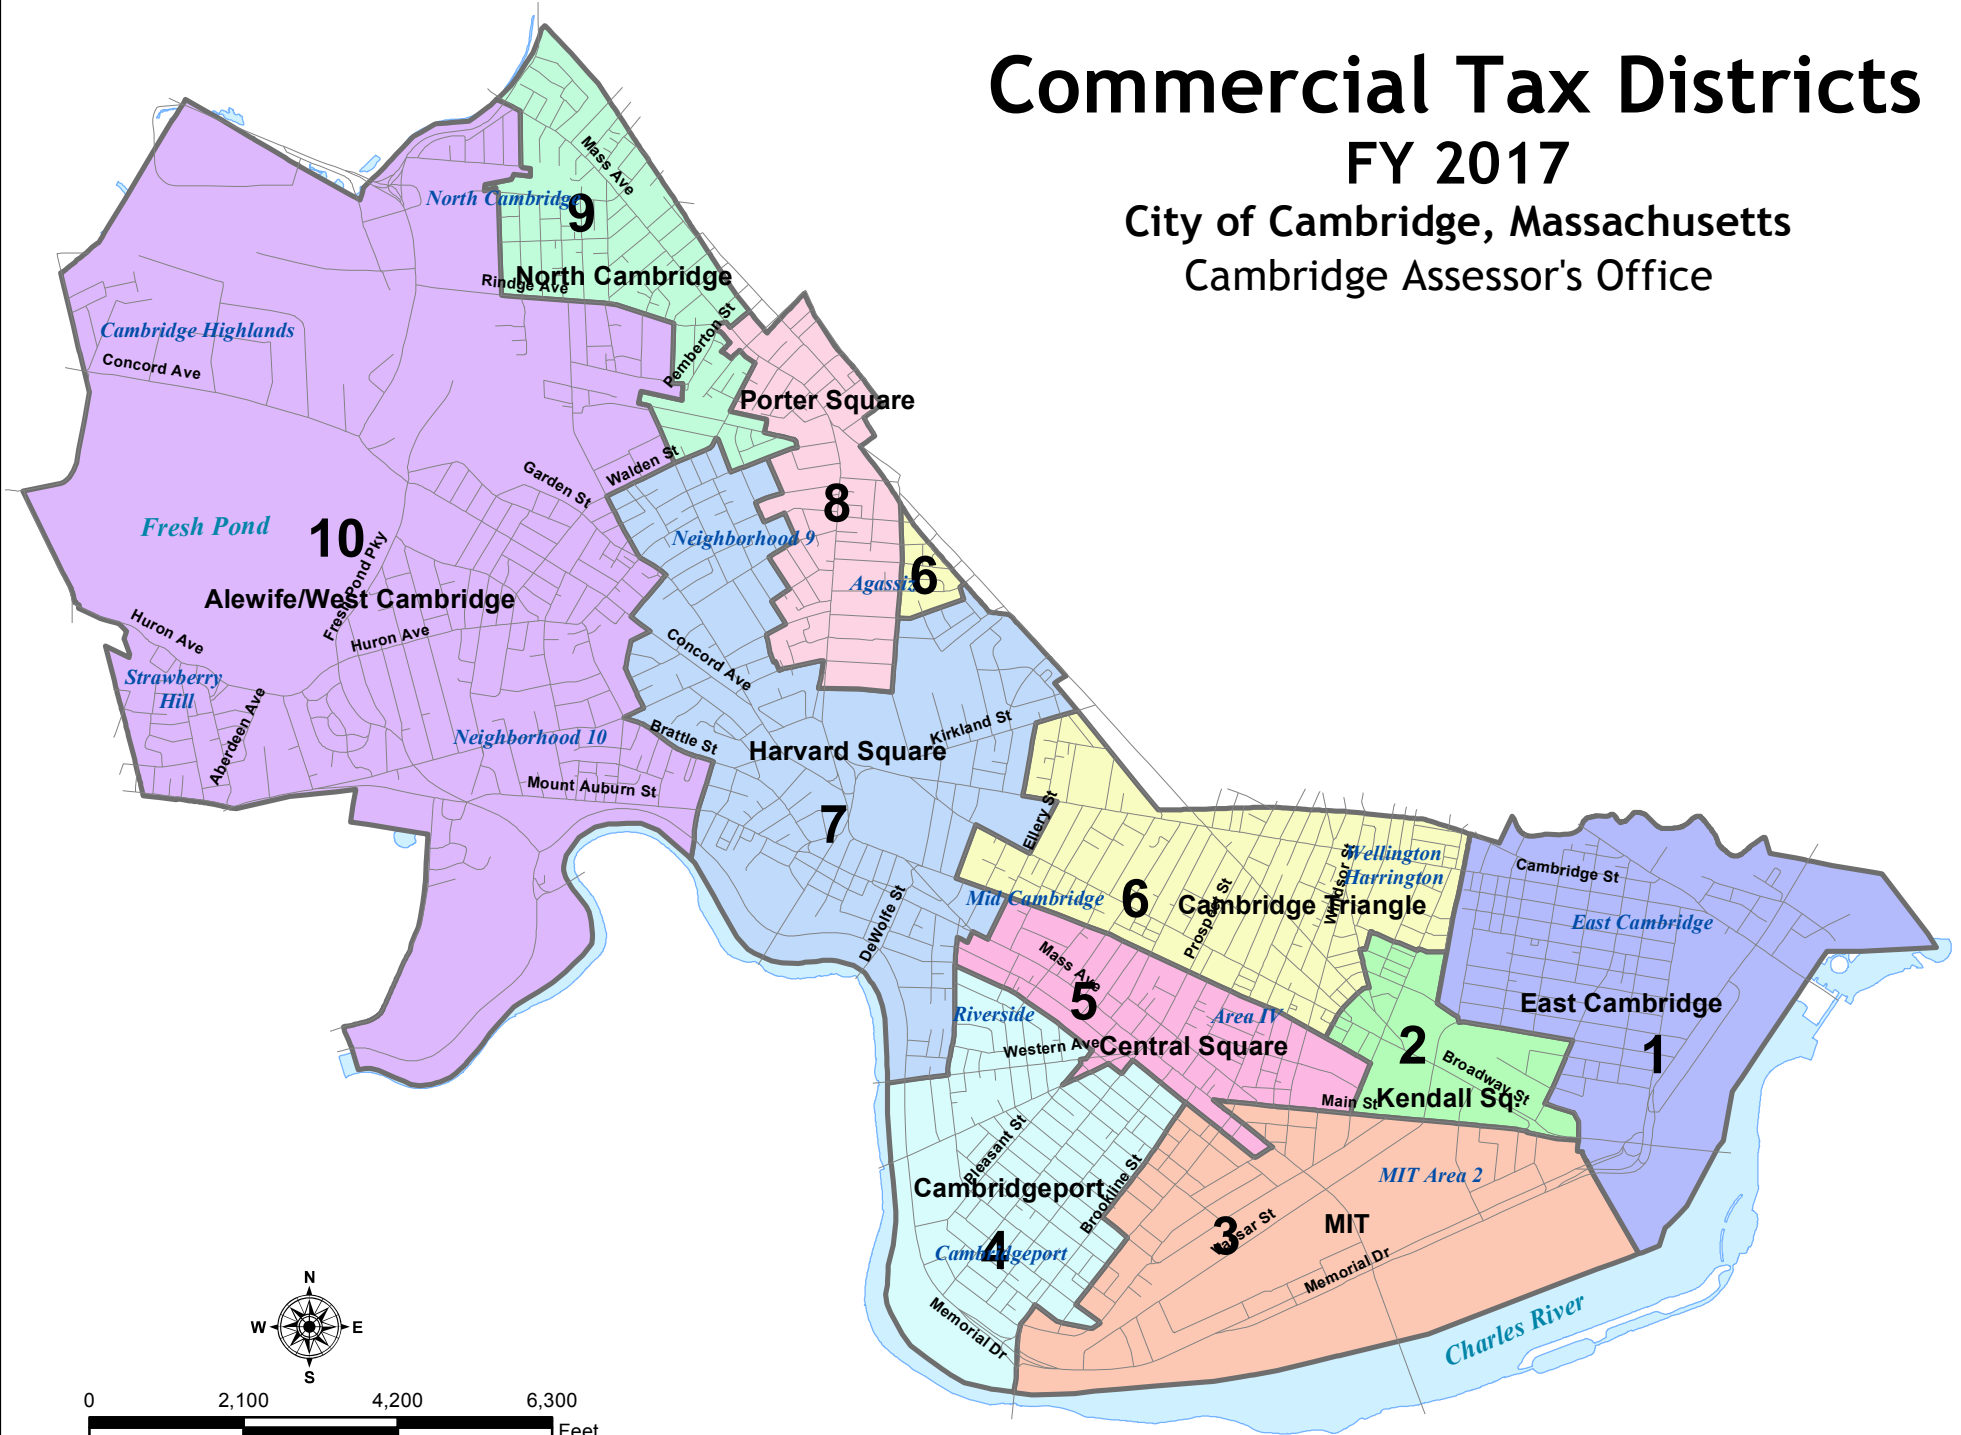 Commercial Tax Districts
FY 2017
City of Cambridge, Massachusetts
Cambridge Assessor's Office
Mass Ave
North Cambridge
9
North Cambridge
Rindge Ave
Cambridge Highlands
Concord Ave
Pemberton St
Porter Square
Garden St
Walden St
8
Fresh Pond
10
Neighborhood 9
Agassiz
6
Fresh Pond Pky
Alewife/West Cambridge
Huron Ave
Huron Ave
Strawberry
Hill
Aberdeen Ave
Concord Ave
Neighborhood 10
Brattle St
Harvard Square
Kirkland St
Mount Auburn St
7
Ellery St
DeWolfe St
Mid Cambridge
6
Cambridge Triangle
Prospect St
Windsor St
Wellington
Harrington
Cambridge St
East Cambridge
East Cambridge
1
Mass Ave
5
Riverside
Area IV
Western Ave
Central Square
2
Broadway St
Main St
Kendall Sq.
Pleasant St
Cambridgeport
Brookline St
4
Cambridgeport
Memorial Dr
MIT Area 2
3
Vassar St
MIT
Memorial Dr
Charles River
N
W
E
S
0
2,100
4,200
6,300
Feet